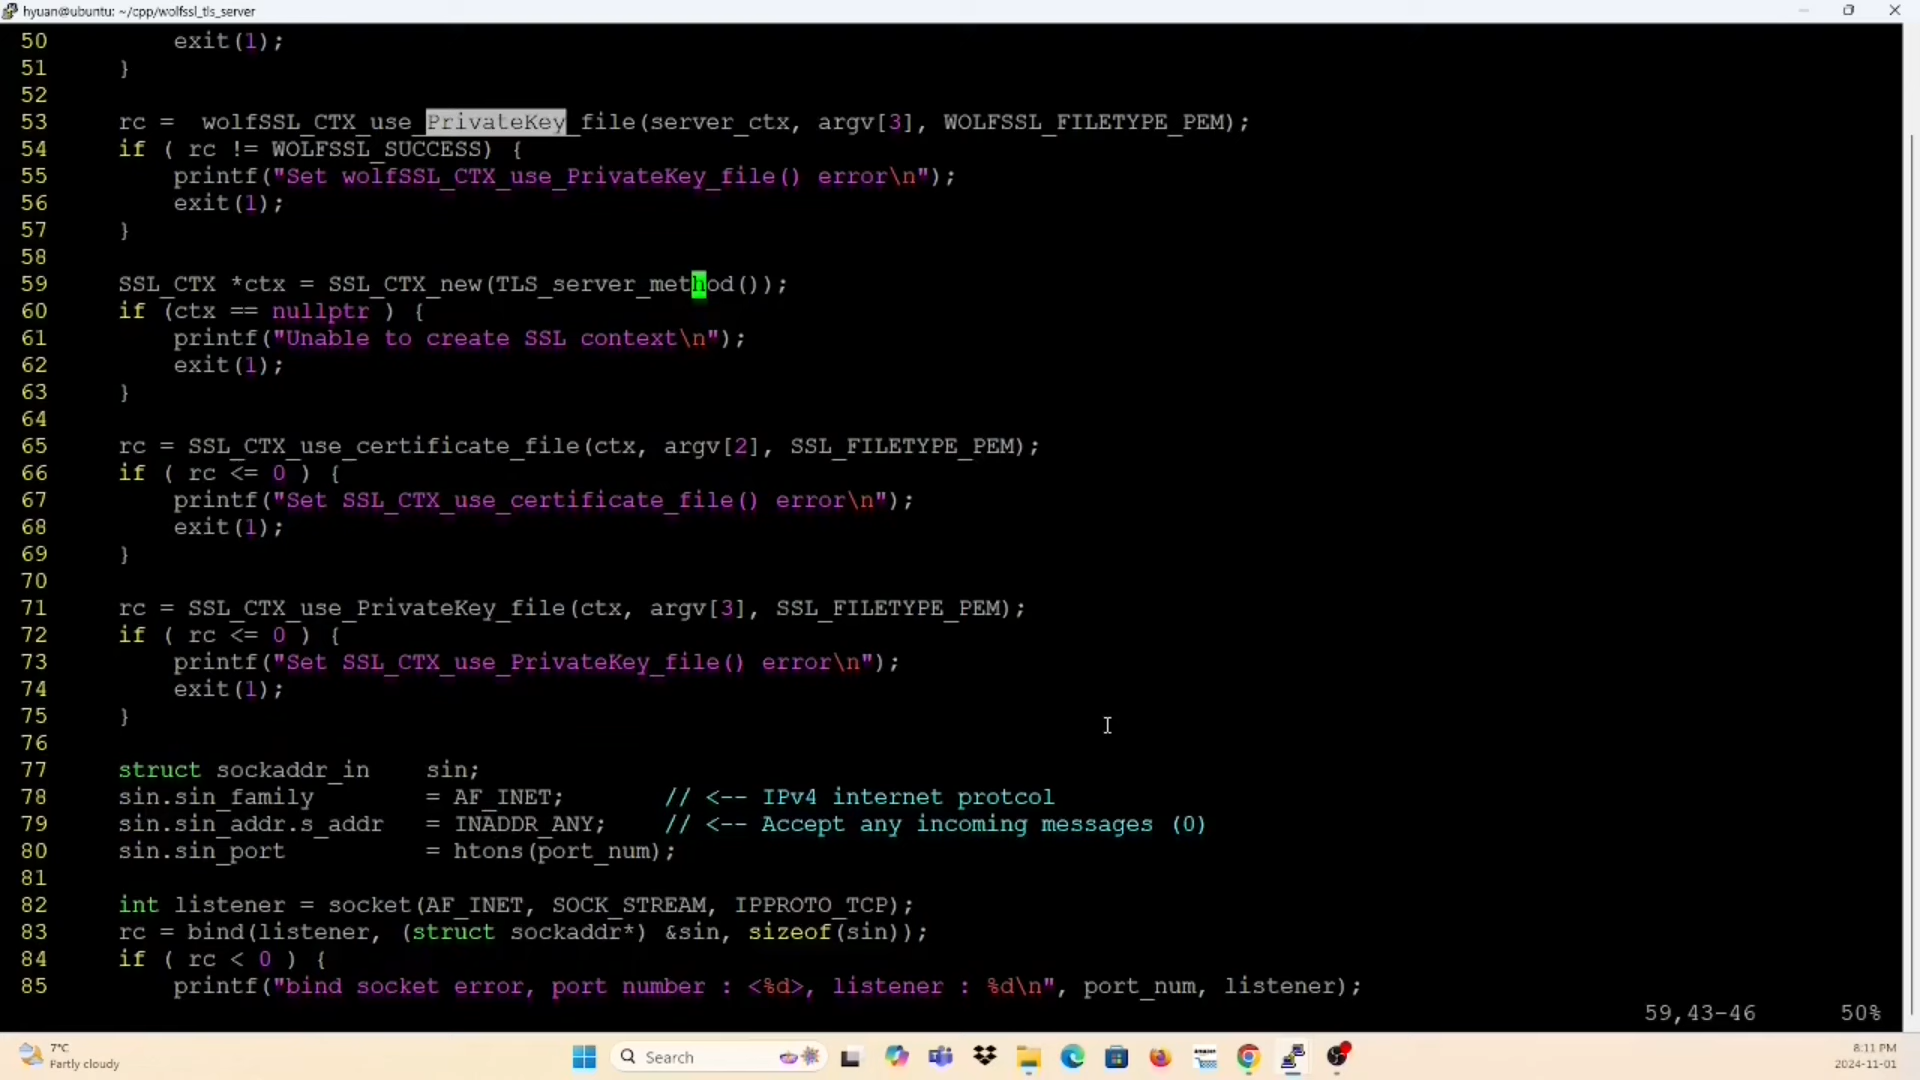 hyuan@ubuntu: ~/cpp/wolfssl_tls_server
50         exit(1);
51     }
52
53     rc =  wolfSSL_CTX_use_PrivateKey_file(server_ctx, argv[3], WOLFSSL_FILETYPE_PEM);
54     if ( rc != WOLFSSL_SUCCESS) {
55         printf("Set wolfSSL_CTX_use_PrivateKey_file() error\n");
56         exit(1);
57     }
58
59     SSL_CTX *ctx = SSL_CTX_new(TLS_server_method());
60     if (ctx == nullptr ) {
61         printf("Unable to create SSL context\n");
62         exit(1);
63     }
64
65     rc = SSL_CTX_use_certificate_file(ctx, argv[2], SSL_FILETYPE_PEM);
66     if ( rc <= 0 ) {
67         printf("Set SSL_CTX_use_certificate_file() error\n");
68         exit(1);
69     }
70
71     rc = SSL_CTX_use_PrivateKey_file(ctx, argv[3], SSL_FILETYPE_PEM);
72     if ( rc <= 0 ) {
73         printf("Set SSL_CTX_use_PrivateKey_file() error\n");
74         exit(1);
75     }
76
77     struct sockaddr_in    sin;
78     sin.sin_family        = AF_INET;       // <-- IPv4 internet protcol
79     sin.sin_addr.s_addr   = INADDR_ANY;    // <-- Accept any incoming messages (0)
80     sin.sin_port          = htons(port_num);
81
82     int listener = socket(AF_INET, SOCK_STREAM, IPPROTO_TCP);
83     rc = bind(listener, (struct sockaddr*) &sin, sizeof(sin));
84     if ( rc < 0 ) {
85         printf("bind socket error, port number : <%d>, listener : %d\n", port_num, listener);
59,43-46         50%
7°C
Partly cloudy
Search
amazon
8:11 PM
2024-11-01